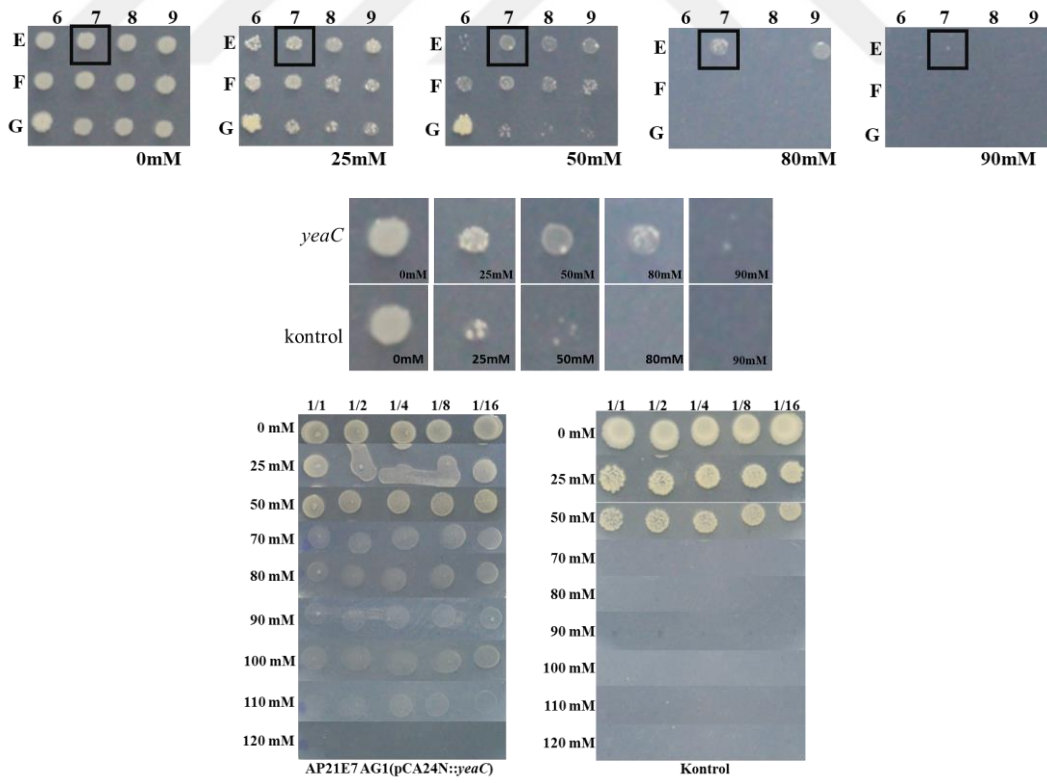 6 7 8 9
E
F
G
0mM
6 7 8 9
E
F
G
25mM
6 7 8 9
E
F
G
50mM
6 7 8 9
E
F
G
80mM
6 7 8 9
E
F
G
90mM
yeaC
0mM 25mM 50mM 80mM 90mM
kontrol
0mM 25mM 50mM 80mM 90mM
1/1 1/2 1/4 1/8 1/16
0 mM
25 mM
50 mM
70 mM
80 mM
90 mM
100 mM
110 mM
120 mM
AP21E7 AG1(pCA24N::yeaC)
1/1 1/2 1/4 1/8 1/16
0 mM
25 mM
50 mM
70 mM
80 mM
90 mM
100 mM
110 mM
120 mM
Kontrol